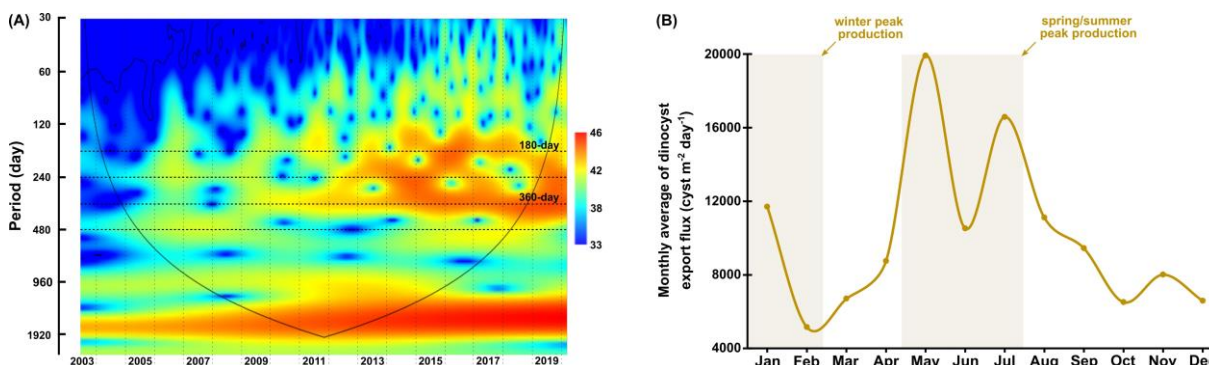 (A)
Period (day)
30
60
120
240
480
960
1920
180-day
360-day
2003
2005
2007
2009
2011
2013
2015
2017
2019
46
42
38
33
(B)
winter peak
production
spring/summer
peak production
Monthly average of dinocyst
export flux (cyst m⁻² day⁻¹)
20000
16000
12000
8000
4000
Jan Feb Mar Apr May Jun Jul Aug Sep Oct Nov Dec